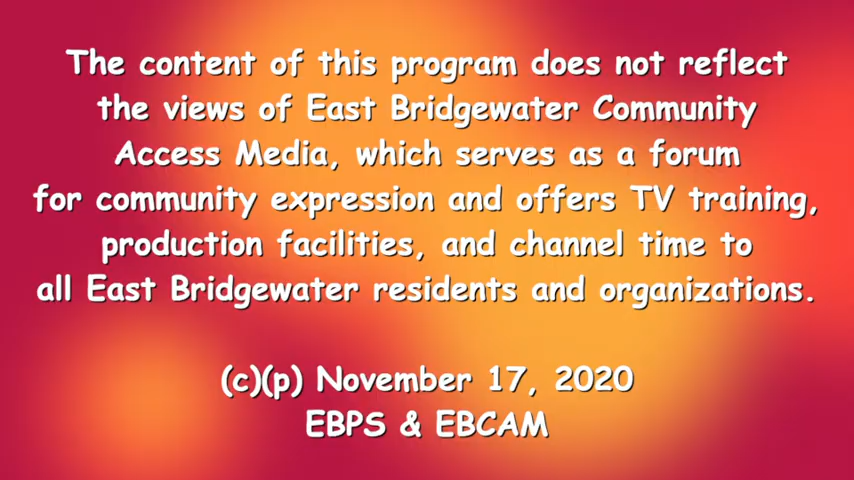 The content of this program does not reflect
the views of East Bridgewater Community
Access Media, which serves as a forum
for community expression and offers TV training,
production facilities, and channel time to
all East Bridgewater residents and organizations.
(c)(p) November 17, 2020
EBPS & EBCAM